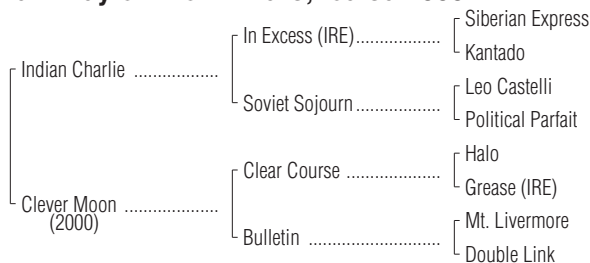 In Excess (IRE)...................
Siberian Express
Kantado
Indian Charlie ...................
Soviet Sojourn ...................
Leo Castelli
Political Parfait
Clear Course ......................
Halo
Grease (IRE)
Clever Moon .....................
(2000)
Bulletin ..............................
Mt. Livermore
Double Link